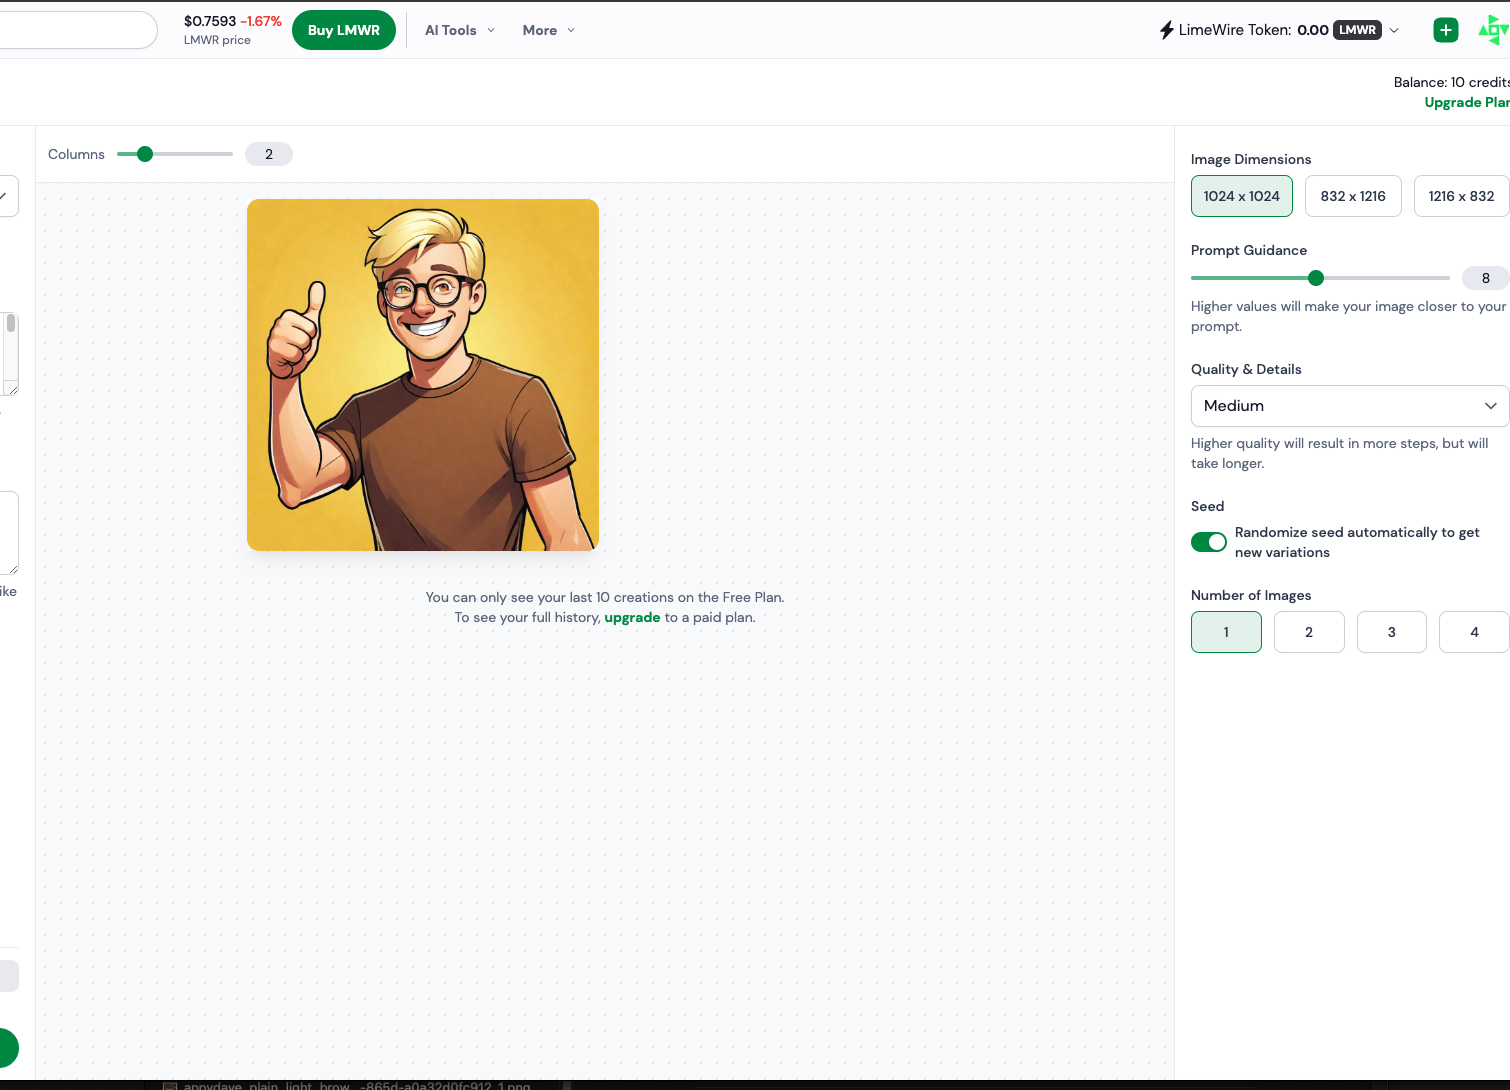 $0.7593 -1.67%
LMWR price
Buy LMWR
AI Tools
More
LimeWire Token: 0.00 LMWR
Balance: 10 credits
Upgrade Plan
Columns
2
You can only see your last 10 creations on the Free Plan.
To see your full history, upgrade to a paid plan.
Image Dimensions
1024 x 1024
832 x 1216
1216 x 832
Prompt Guidance
8
Higher values will make your image closer to your
prompt.
Quality & Details
Medium
Higher quality will result in more steps, but will
take longer.
Seed
Randomize seed automatically to get
new variations
Number of Images
1
2
3
4
ike